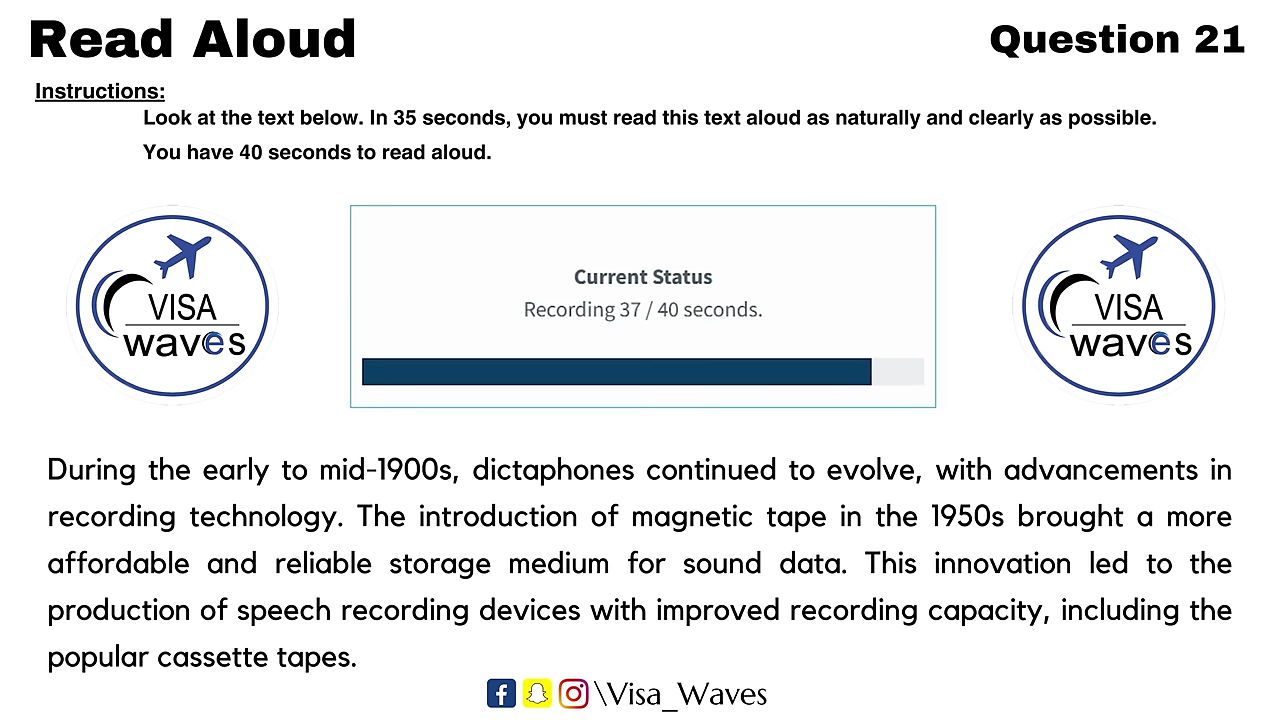 Read Aloud
Question 21
Instructions:
Look at the text below. In 35 seconds, you must read this text aloud as naturally and clearly as possible.
You have 40 seconds to read aloud.
VISA
waves
Current Status
Recording 37 / 40 seconds.
VISA
waves
During the early to mid-1900s, dictaphones continued to evolve, with advancements in
recording technology. The introduction of magnetic tape in the 1950s brought a more
affordable and reliable storage medium for sound data. This innovation led to the
production of speech recording devices with improved recording capacity, including the
popular cassette tapes.
\Visa_Waves